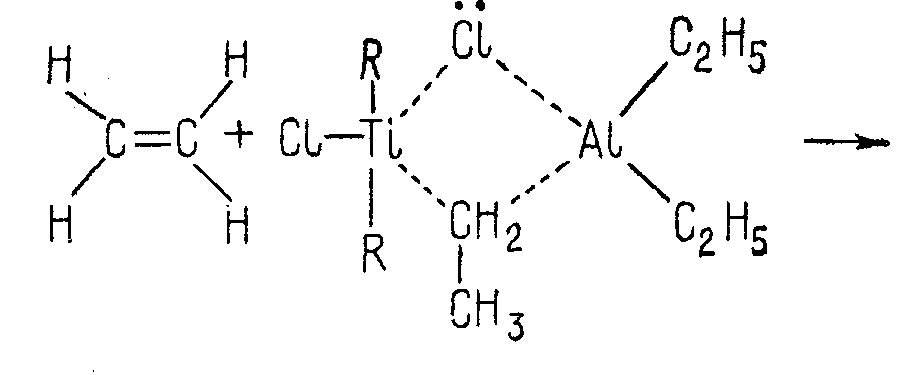 Cl
H H R C₂H₅
C=C + Cl—Ti Al →
H H R CH₂ C₂H₅
CH₃